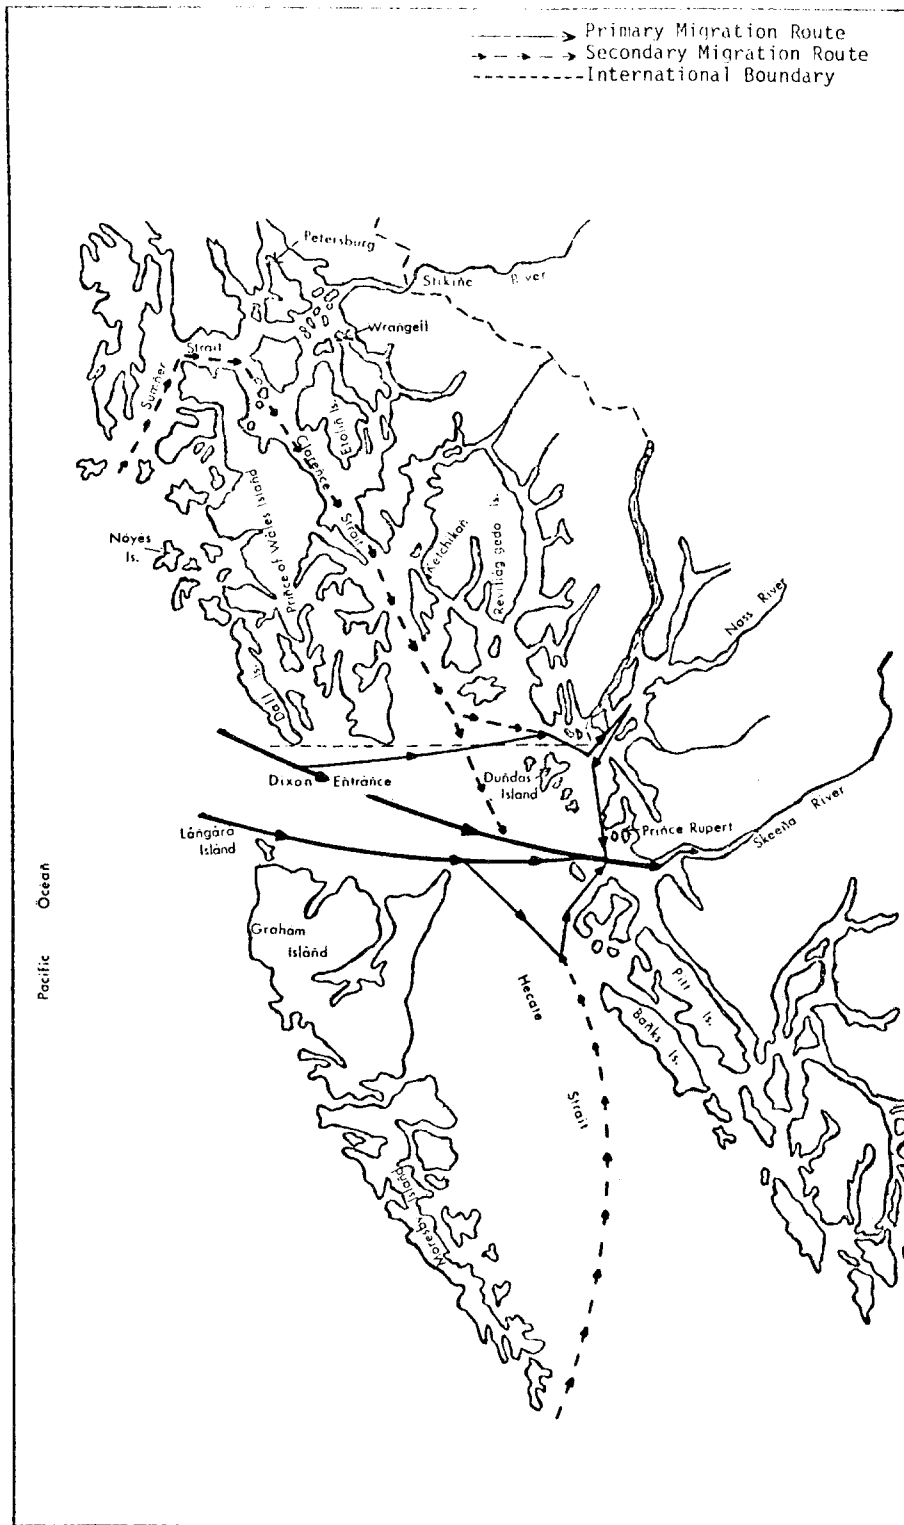 Primary Migration Route
Secondary Migration Route
International Boundary
Petersburg
Stikine River
Wrangell
Strait
Sumner
Etolin Is.
Clarence
Strait
Prince of Wales Island
Noyes
Is.
Ketchikan
Revillagigedo Is.
Nass River
Dall Is.
Dixon Entrance
Dundas
Island
Prince Rupert
Skeena River
Langara
Island
Pacific Ocean
Graham
Island
Hecate
Strait
Pitt
Is.
Banks Is.
Moresby Island